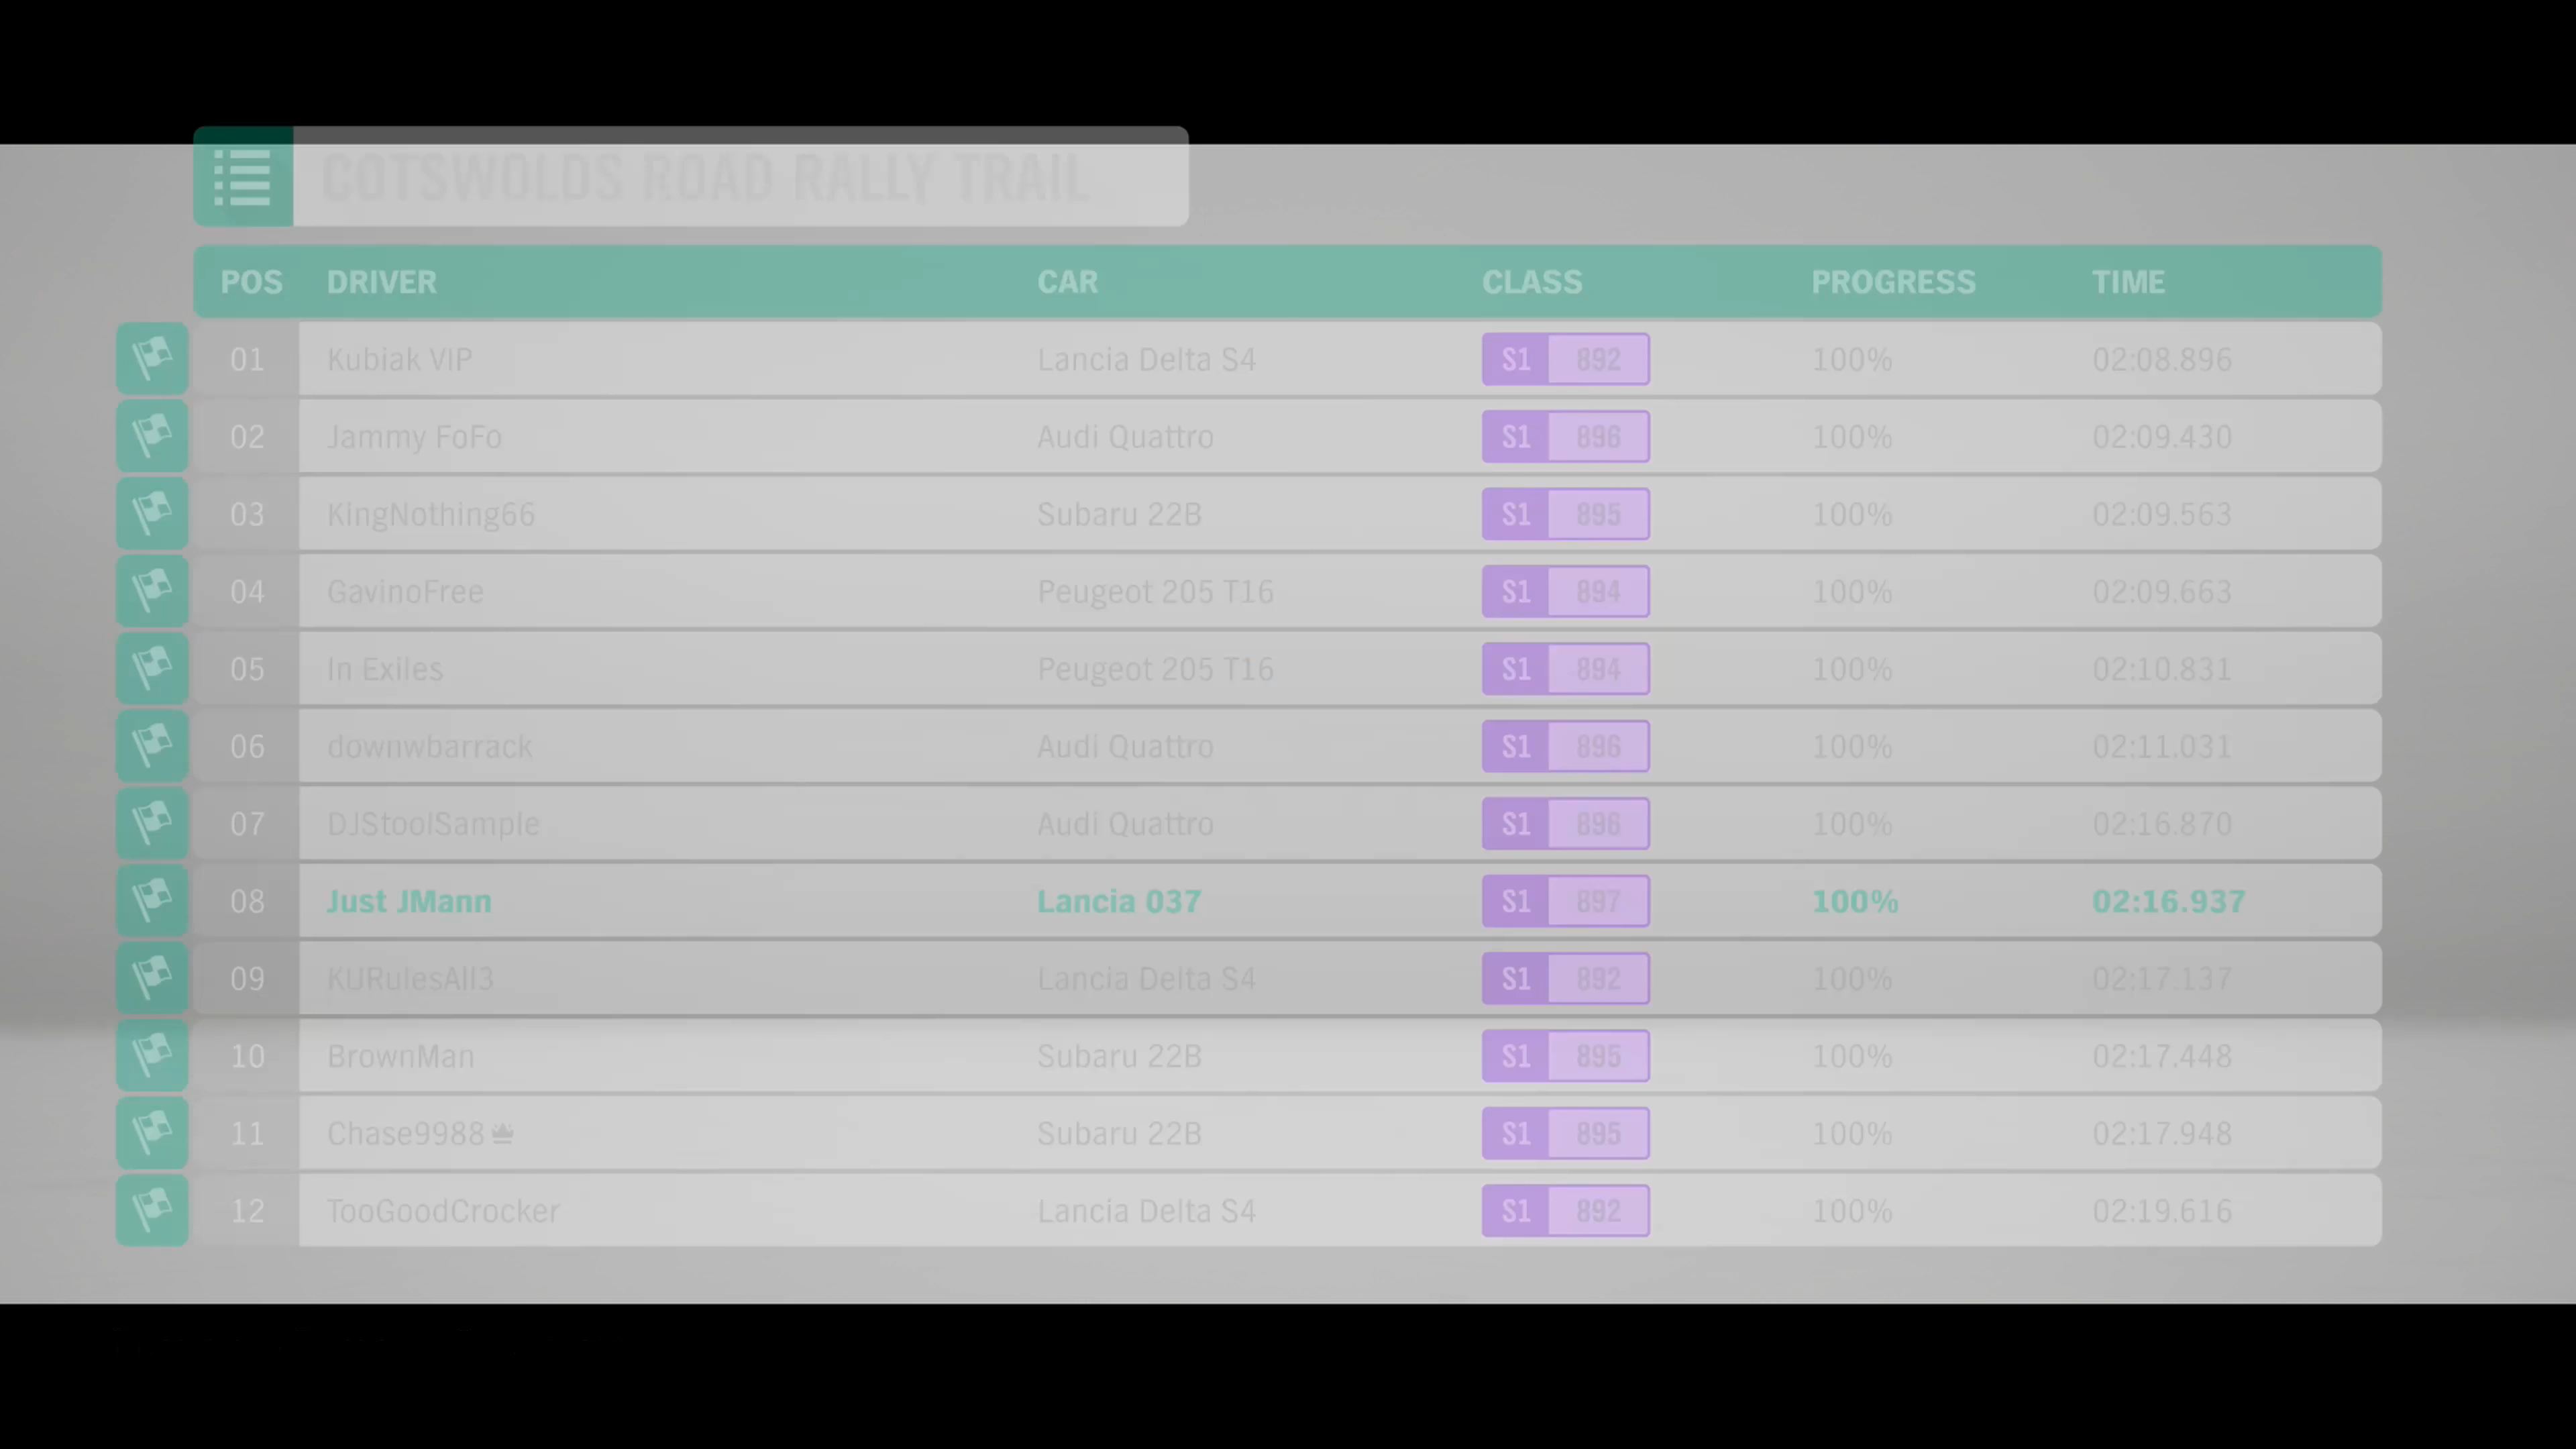 COTSWOLDS ROAD RALLY TRAIL
POS DRIVER CAR CLASS PROGRESS TIME
01 Kubiak VIP Lancia Delta S4 S1 892 100% 02:08.896
02 Jammy FoFo Audi Quattro S1 896 100% 02:09.430
03 KingNothing66 Subaru 22B S1 895 100% 02:09.563
04 GavinoFree Peugeot 205 T16 S1 894 100% 02:09.663
05 In Exiles Peugeot 205 T16 S1 894 100% 02:10.831
06 downwbarrack Audi Quattro S1 896 100% 02:11.031
07 DJStoolSample Audi Quattro S1 896 100% 02:16.870
08 Just JMann Lancia 037 S1 897 100% 02:16.937
09 KURulesAll3 Lancia Delta S4 S1 892 100% 02:17.137
10 BrownMan Subaru 22B S1 895 100% 02:17.448
11 Chase9988 Subaru 22B S1 895 100% 02:17.948
12 TooGoodCrocker Lancia Delta S4 S1 892 100% 02:19.616